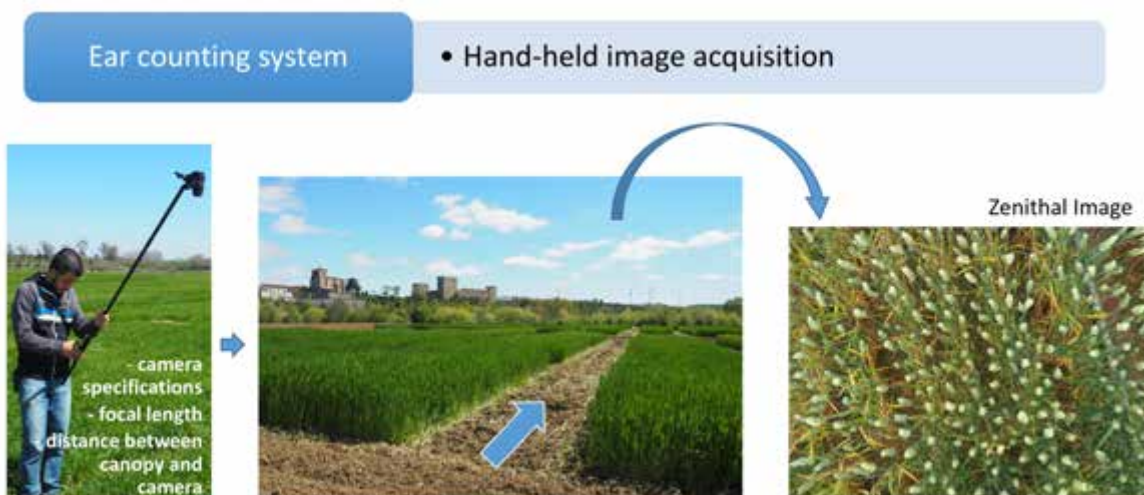 Ear counting system
• Hand-held image acquisition
Zenithal Image
- camera
specifications
- focal length
- distance between
canopy and
camera